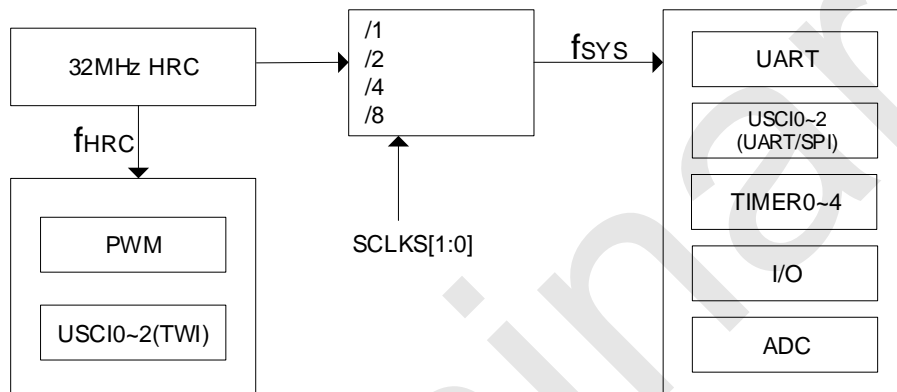 32MHz HRC
fHRC
PWM
USCI0~2(TWI)
/1
/2
/4
/8
SCLKS[1:0]
fSYS
UART
USCI0~2
(UART/SPI)
TIMER0~4
I/O
ADC